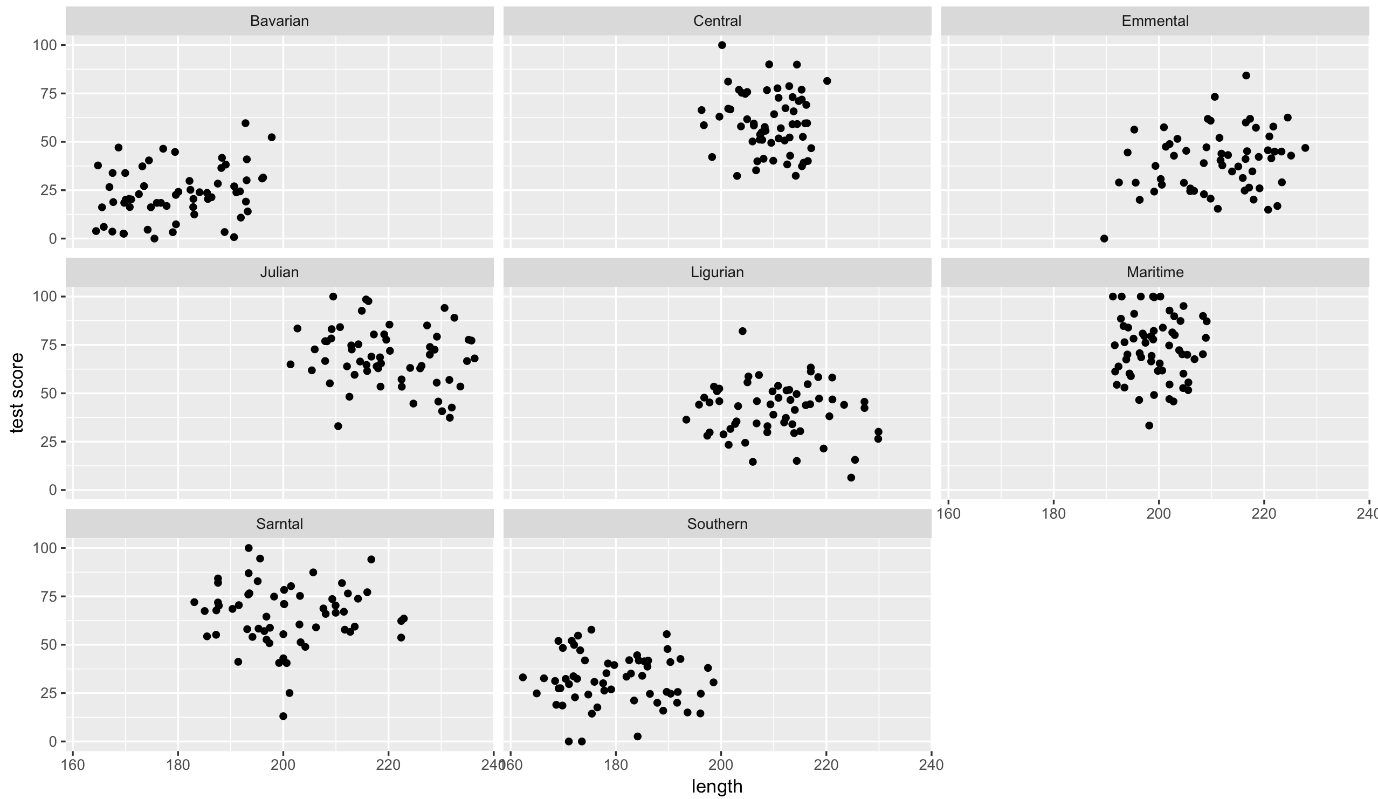 Bavarian Central Emmental
100
75
50
25
0
Julian Ligurian Maritime
100
75
50
25
0
160 180 200 220 240
test score
Sarntal Southern
100
75
50
25
0
160 180 200 220 240 160 180 200 220 240
length